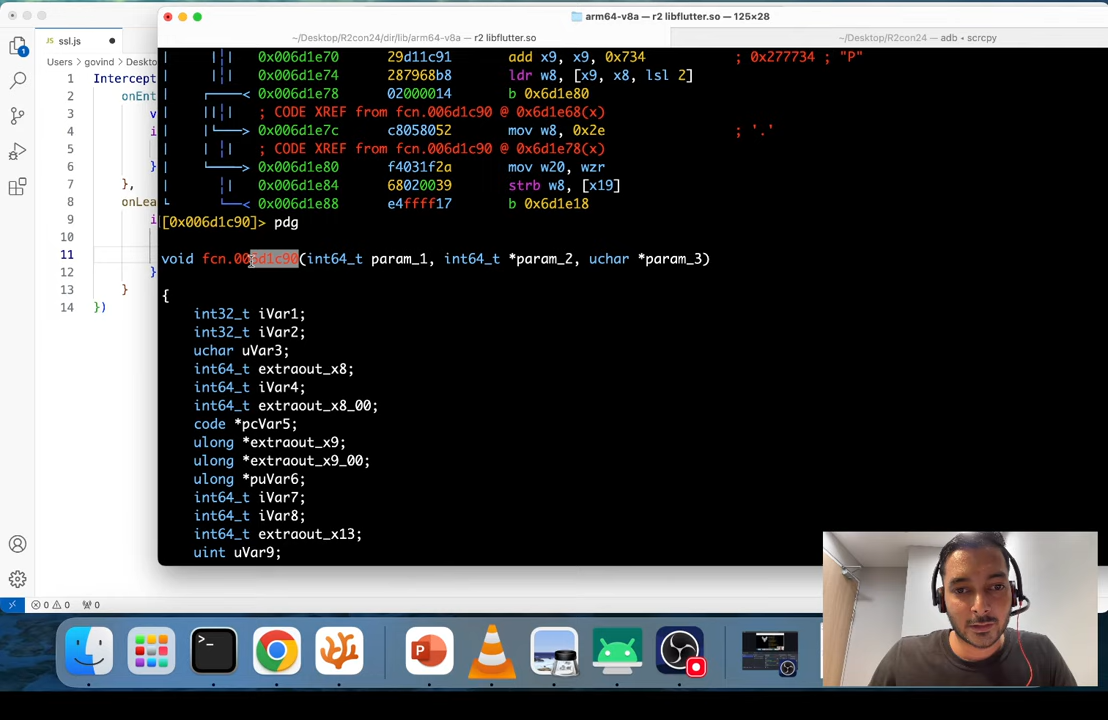 arm64-v8a — r2 libflutter.so — 125×28
ssl.js
~/Desktop/R2con24/dir/lib/arm64-v8a — r2 libflutter.so
~/Desktop/R2con24 — adb ◂ scrcpy
Users > govind > Deskto
1 Intercept
2 onEnt
3 v
4 i
5
6 }
7 },
8 onLea
9 i
10
11
12 }
13 }
14 })
0x006d1e70 29d11c91 add x9, x9, 0x734 ; 0x277734 ; "P"
0x006d1e74 287968b8 ldr w8, [x9, x8, lsl 2]
0x006d1e78 02000014 b 0x6d1e80
; CODE XREF from fcn.006d1c90 @ 0x6d1e68(x)
0x006d1e7c c8058052 mov w8, 0x2e ; '.'
; CODE XREF from fcn.006d1c90 @ 0x6d1e78(x)
0x006d1e80 f4031f2a mov w20, wzr
0x006d1e84 68020039 strb w8, [x19]
0x006d1e88 e4ffff17 b 0x6d1e18
[0x006d1c90]> pdg
void fcn.006d1c90(int64_t param_1, int64_t *param_2, uchar *param_3)
{
int32_t iVar1;
int32_t iVar2;
uchar uVar3;
int64_t extraout_x8;
int64_t iVar4;
int64_t extraout_x8_00;
code *pcVar5;
ulong *extraout_x9;
ulong *extraout_x9_00;
ulong *puVar6;
int64_t iVar7;
int64_t iVar8;
int64_t extraout_x13;
uint uVar9;
0 0 0